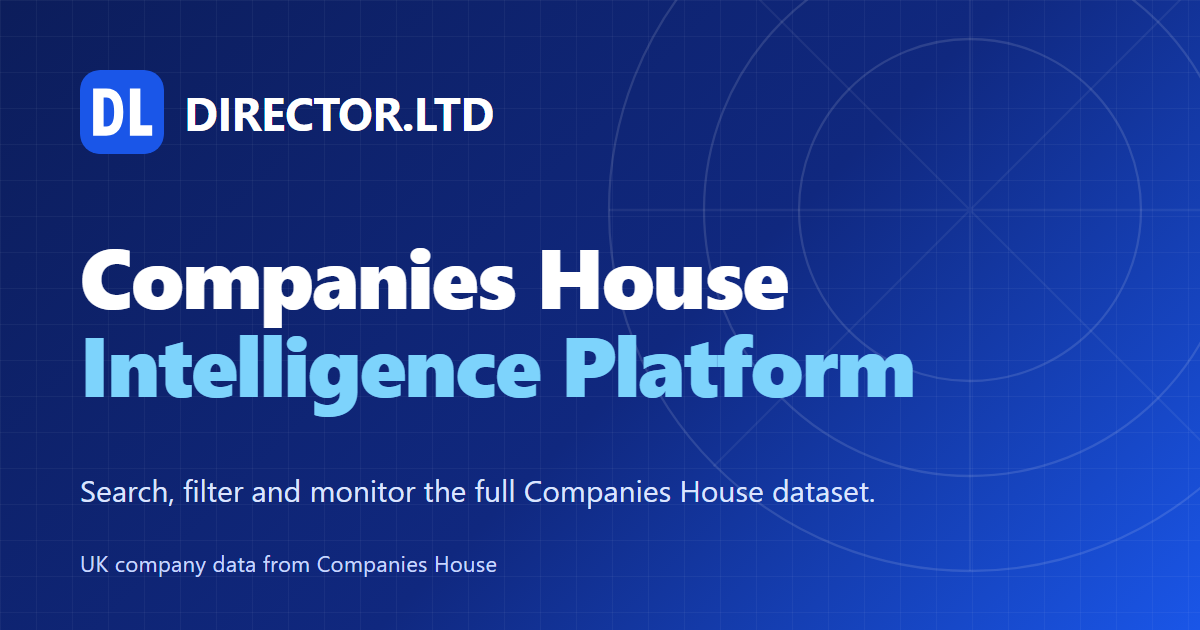 DL
DIRECTOR.LTD
Companies House
Intelligence Platform
Search, filter and monitor the full Companies House dataset.
UK company data from Companies House